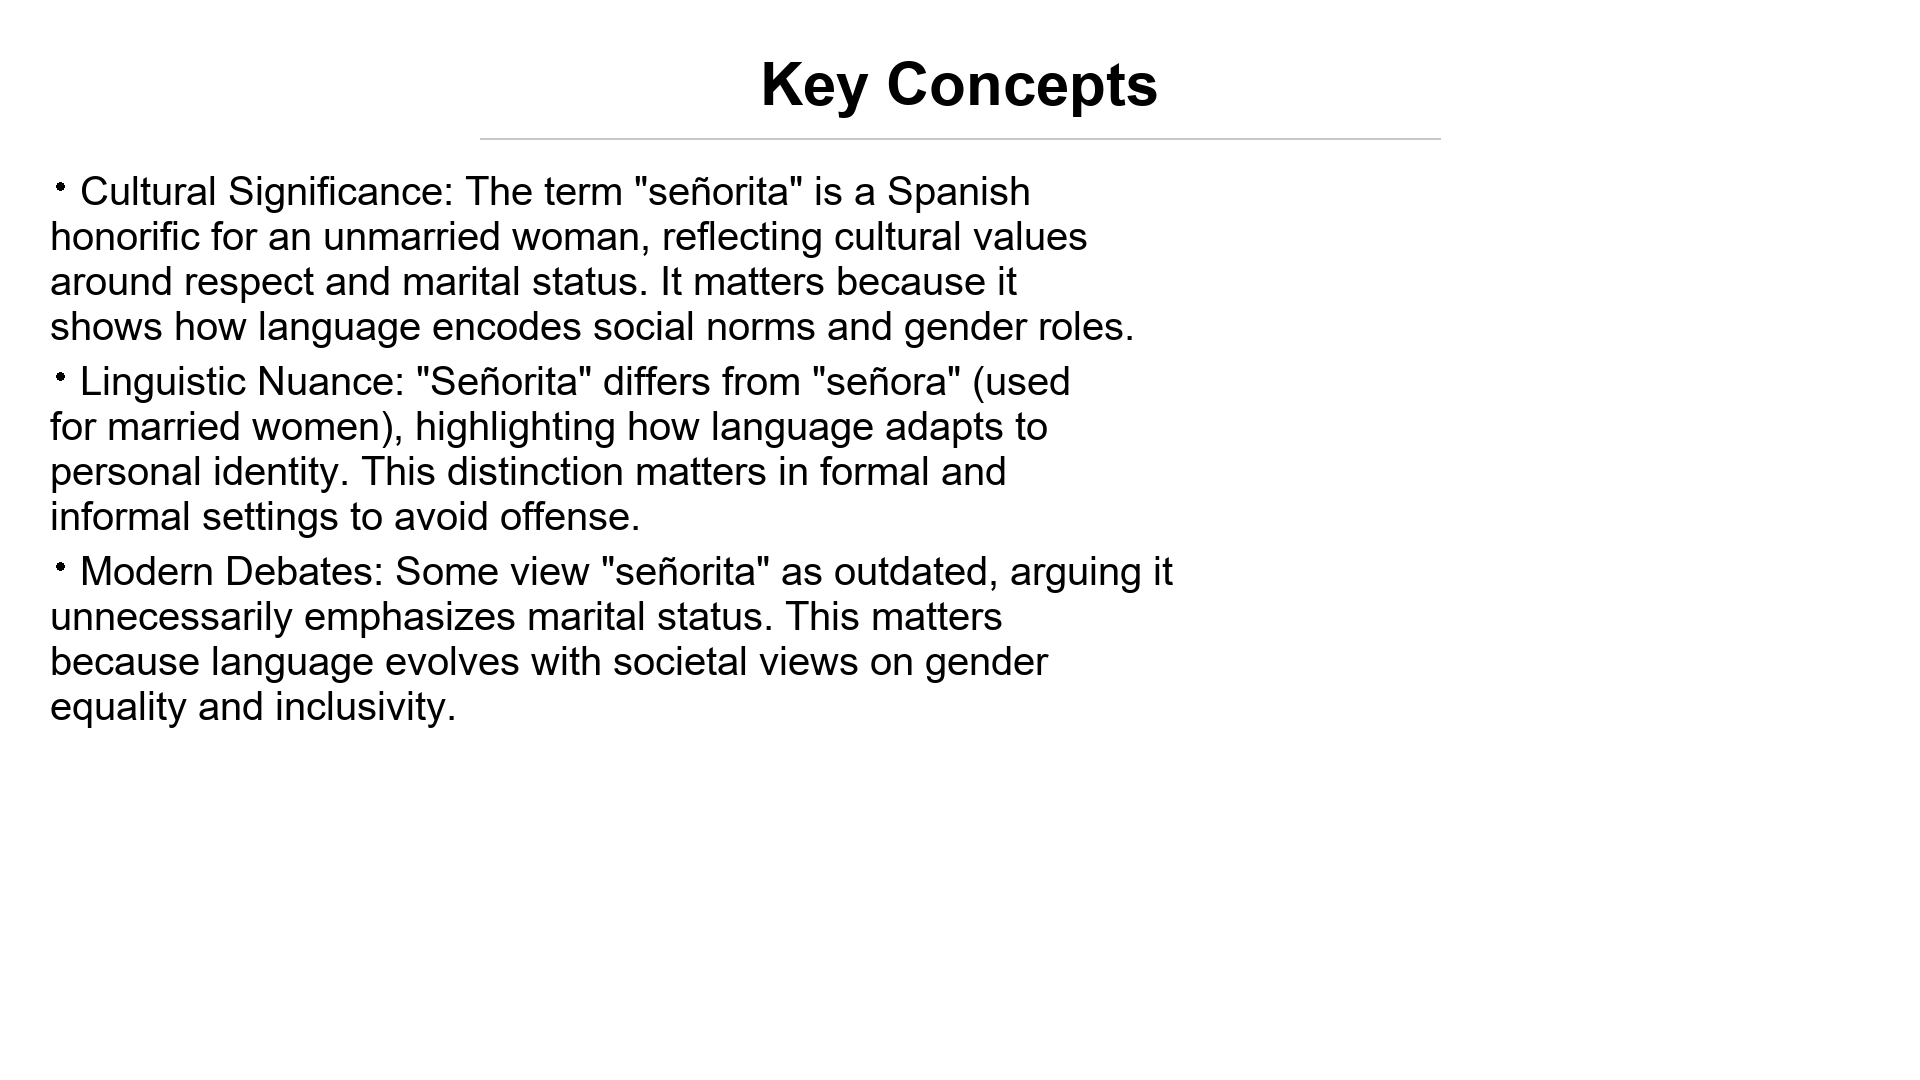 Key Concepts
• Cultural Significance: The term "señorita" is a Spanish
honorific for an unmarried woman, reflecting cultural values
around respect and marital status. It matters because it
shows how language encodes social norms and gender roles.
• Linguistic Nuance: "Señorita" differs from "señora" (used
for married women), highlighting how language adapts to
personal identity. This distinction matters in formal and
informal settings to avoid offense.
• Modern Debates: Some view "señorita" as outdated, arguing it
unnecessarily emphasizes marital status. This matters
because language evolves with societal views on gender
equality and inclusivity.